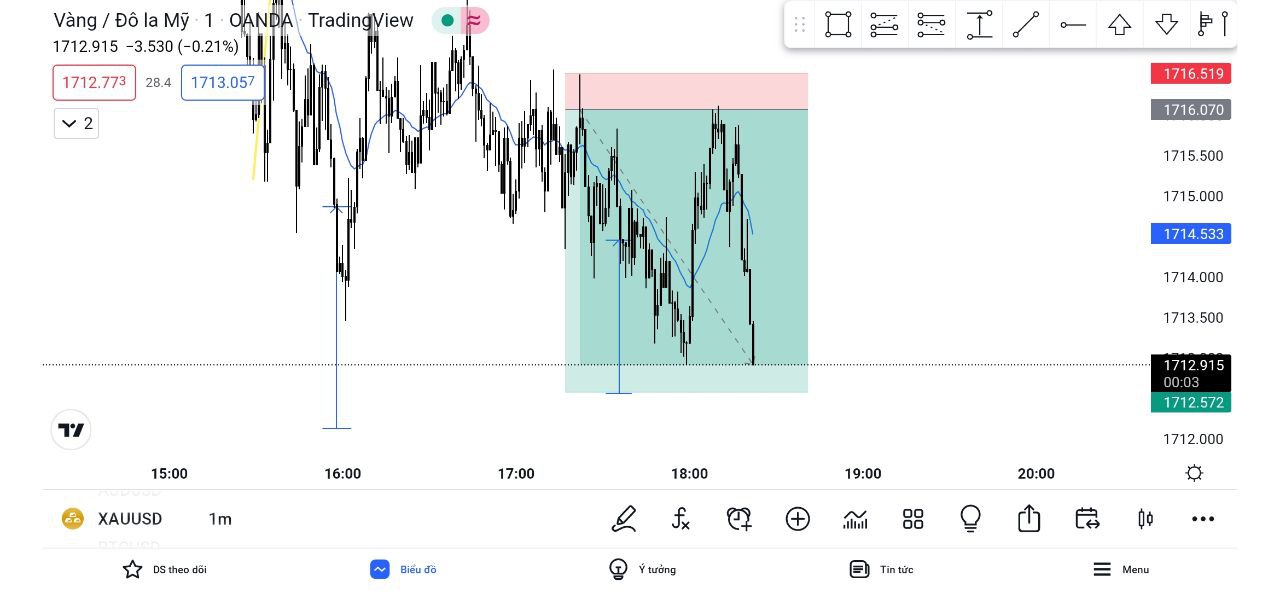 Vàng / Đô la Mỹ · 1 · OANDA · TradingView
1712.915 −3.530 (−0.21%)
1712.773 28.4 1713.057
2
1716.519
1716.070
1715.500
1715.000
1714.533
1714.000
1713.500
1712.915
00:03
1712.572
1712.000
15:00 16:00 17:00 18:00 19:00 20:00
XAUUSD 1m
DS theo dõi Biểu đồ Ý tưởng Tin tức Menu